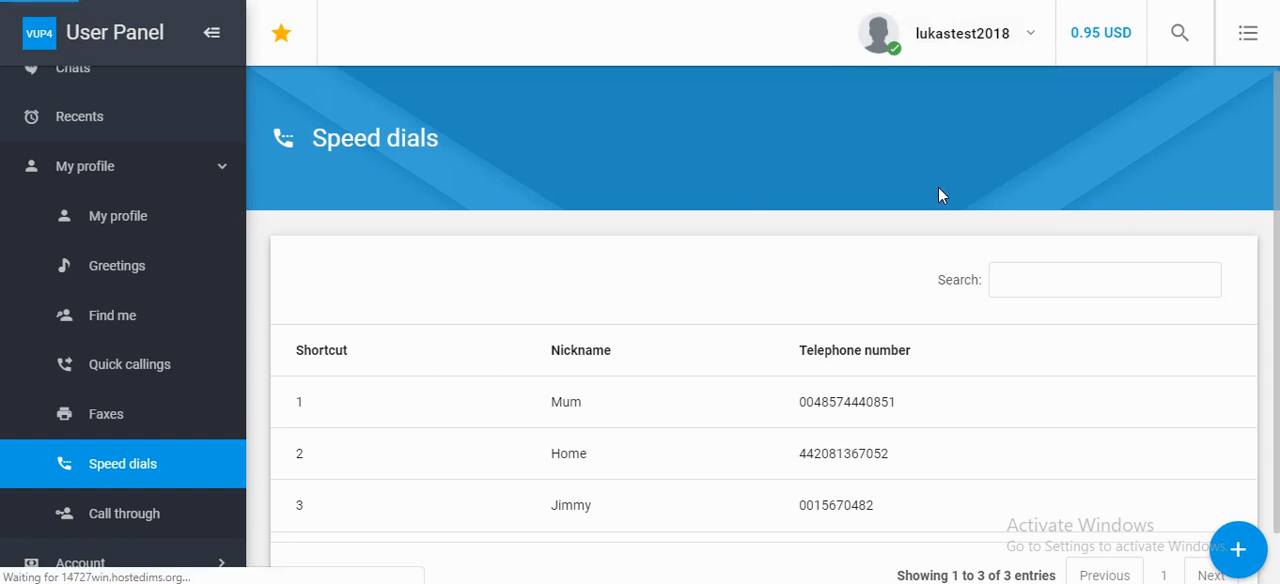 VUP4 User Panel
lukastest2018
0.95 USD
Chats
Recents
My profile
My profile
Greetings
Find me
Quick callings
Faxes
Speed dials
Call through
Account
Waiting for 14727win.hostedims.org...
Speed dials
Search:
Shortcut Nickname Telephone number
1 Mum 0048574440851
2 Home 442081367052
3 Jimmy 0015670482
Activate Windows
Go to Settings to activate Windows.
Showing 1 to 3 of 3 entries Previous 1 Next